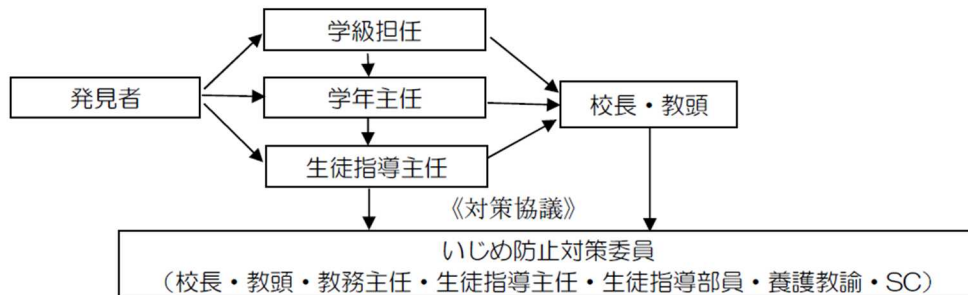 学級担任
発見者
学年主任
校長・教頭
生徒指導主任
《対策協議》
いじめ防止対策委員
（校長・教頭・教務主任・生徒指導主任・生徒指導部員・養護教諭・SC）